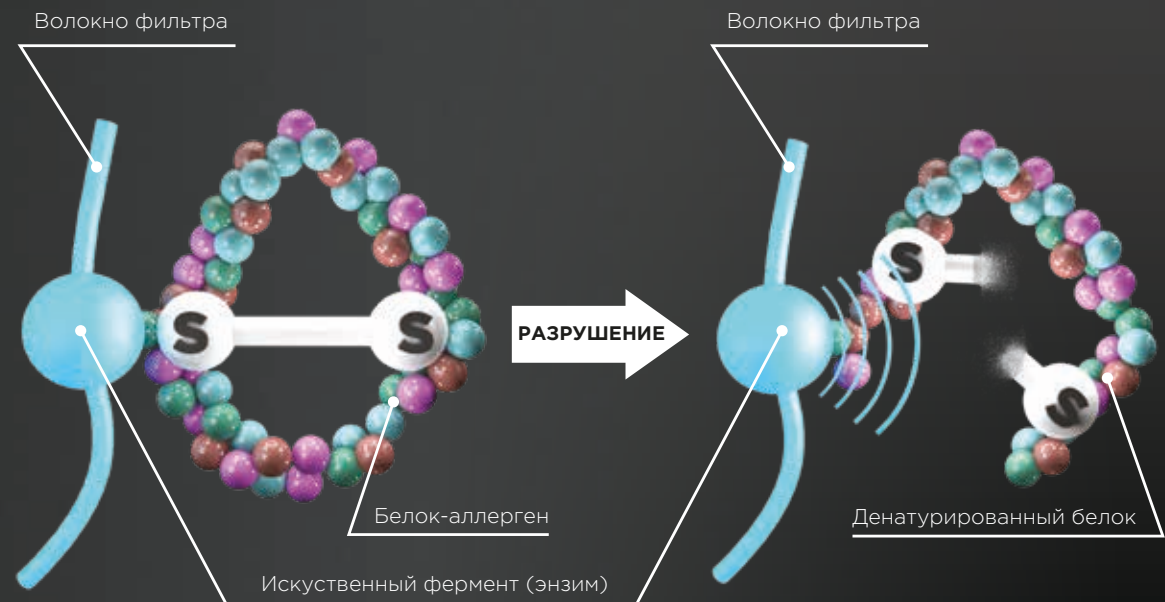 Волокно фильтра
Волокно фильтра
S
S
РАЗРУШЕНИЕ
S
S
Белок-аллерген
Денатурированный белок
Искуственный фермент (энзим)